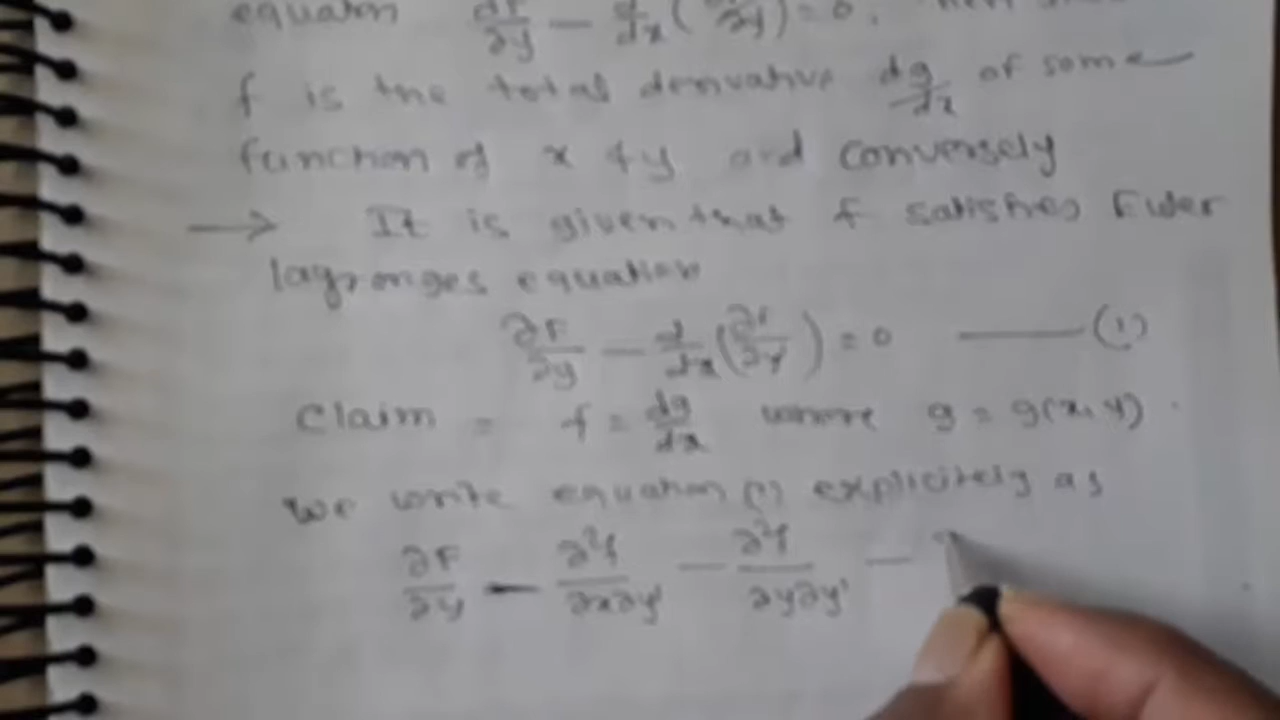 equation ∂F/∂y - d/dx (∂F/∂y) = 0.
f is the total derivative dg/dx of some
function of x & y and conversely
→ It is given that f satisfies Euler
lagranges equation
∂F/∂y - d/dx (∂F/∂y') = 0 —— (1)
Claim = f = dg/dx where g = g(x, y).
we write equation (1) explicitely as
∂F/∂y - ∂²f/∂x∂y' - ∂²f/∂y∂y' -